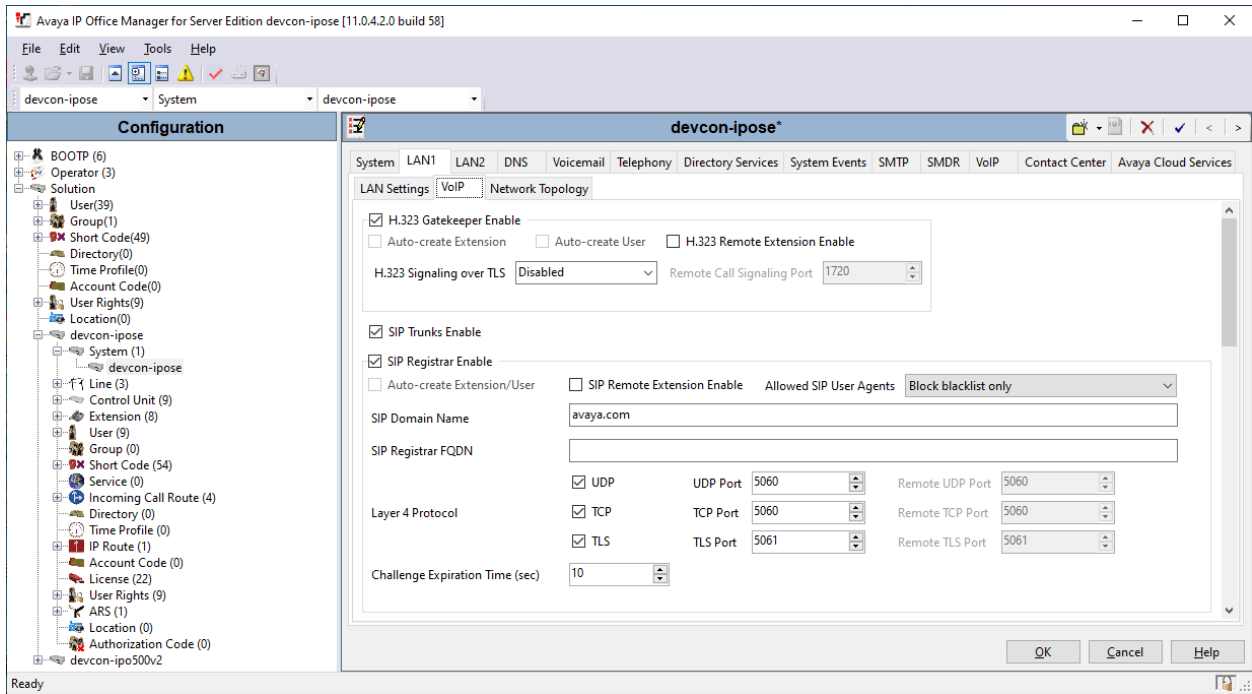 Avaya IP Office Manager for Server Edition devcon-ipose [11.0.4.2.0 build 58]
File Edit View Tools Help
devcon-ipose System devcon-ipose
Configuration
BOOTP (6)
Operator (3)
Solution
User(39)
Group(1)
Short Code(49)
Directory(0)
Time Profile(0)
Account Code(0)
User Rights(9)
Location(0)
devcon-ipose
System (1)
devcon-ipose
Line (3)
Control Unit (9)
Extension (8)
User (9)
Group (0)
Short Code (54)
Service (0)
Incoming Call Route (4)
Directory (0)
Time Profile (0)
IP Route (1)
Account Code (0)
License (22)
User Rights (9)
ARS (1)
Location (0)
Authorization Code (0)
devcon-ipo500v2
devcon-ipose*
System LAN1 LAN2 DNS Voicemail Telephony Directory Services System Events SMTP SMDR VoIP Contact Center Avaya Cloud Services
LAN Settings VoIP Network Topology
H.323 Gatekeeper Enable
Auto-create Extension Auto-create User H.323 Remote Extension Enable
H.323 Signaling over TLS Disabled Remote Call Signaling Port 1720
SIP Trunks Enable
SIP Registrar Enable
Auto-create Extension/User SIP Remote Extension Enable Allowed SIP User Agents Block blacklist only
SIP Domain Name avaya.com
SIP Registrar FQDN
UDP UDP Port 5060 Remote UDP Port 5060
Layer 4 Protocol TCP TCP Port 5060 Remote TCP Port 5060
TLS TLS Port 5061 Remote TLS Port 5061
Challenge Expiration Time (sec) 10
OK Cancel Help
Ready